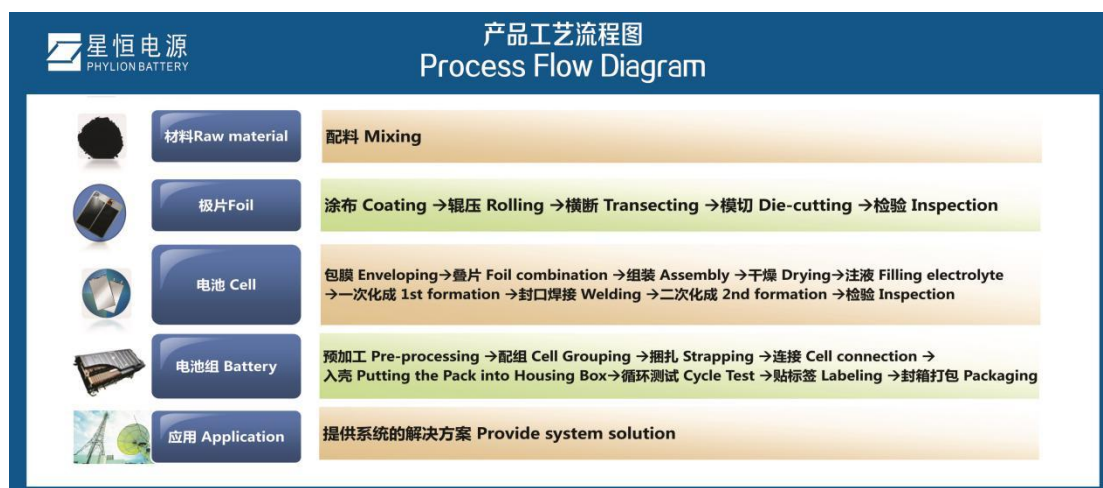 星恒电源
PHYLION BATTERY
产品工艺流程图
Process Flow Diagram
材料Raw material
配料 Mixing
极片Foil
涂布 Coating →辊压 Rolling →横断 Transecting →模切 Die-cutting →检验 Inspection
电池 Cell
包膜 Enveloping→叠片 Foil combination →组装 Assembly →干燥 Drying→注液 Filling electrolyte
→一次化成 1st formation →封口焊接 Welding →二次化成 2nd formation →检验 Inspection
电池组 Battery
预加工 Pre-processing →配组 Cell Grouping →捆扎 Strapping →连接 Cell connection →
入壳 Putting the Pack into Housing Box→循环测试 Cycle Test →贴标签 Labeling →封箱打包 Packaging
应用 Application
提供系统的解决方案 Provide system solution